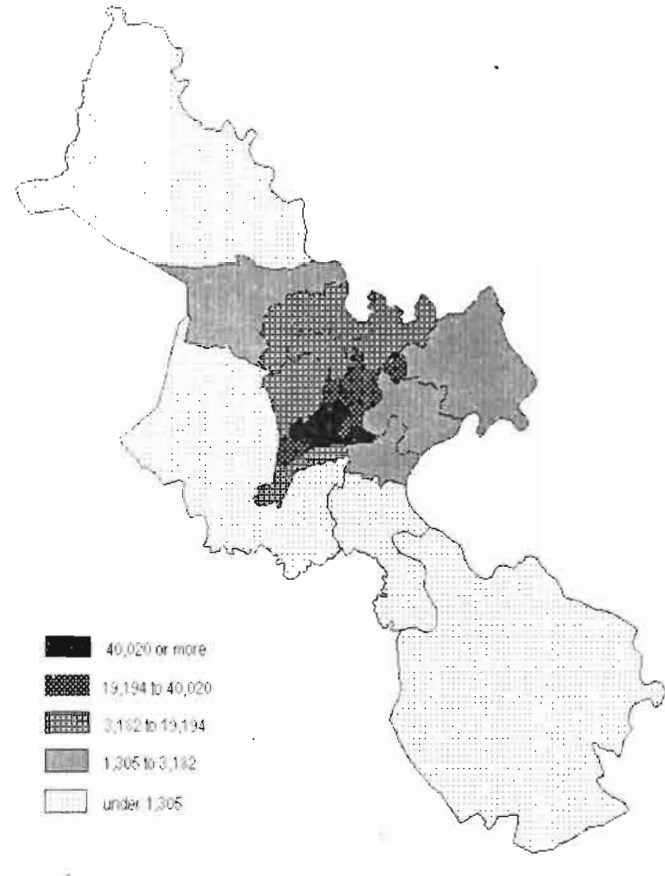 40,020 or more
19,194 to 40,020
3,182 to 19,194
1,305 to 3,182
under 1,305